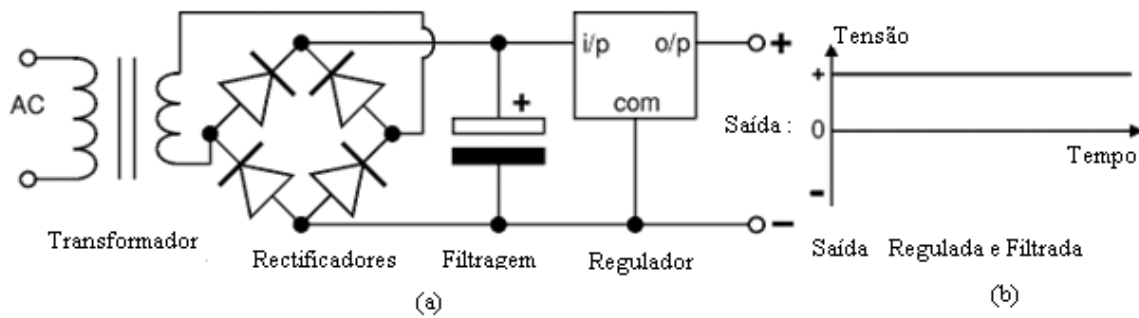 AC
i/p o/p
com
+
+
-
Transformador
Rectificadores
Filtragem
Regulador
(a)
Tensão
+
Saída : 0
Tempo
-
Saída Regulada e Filtrada
(b)